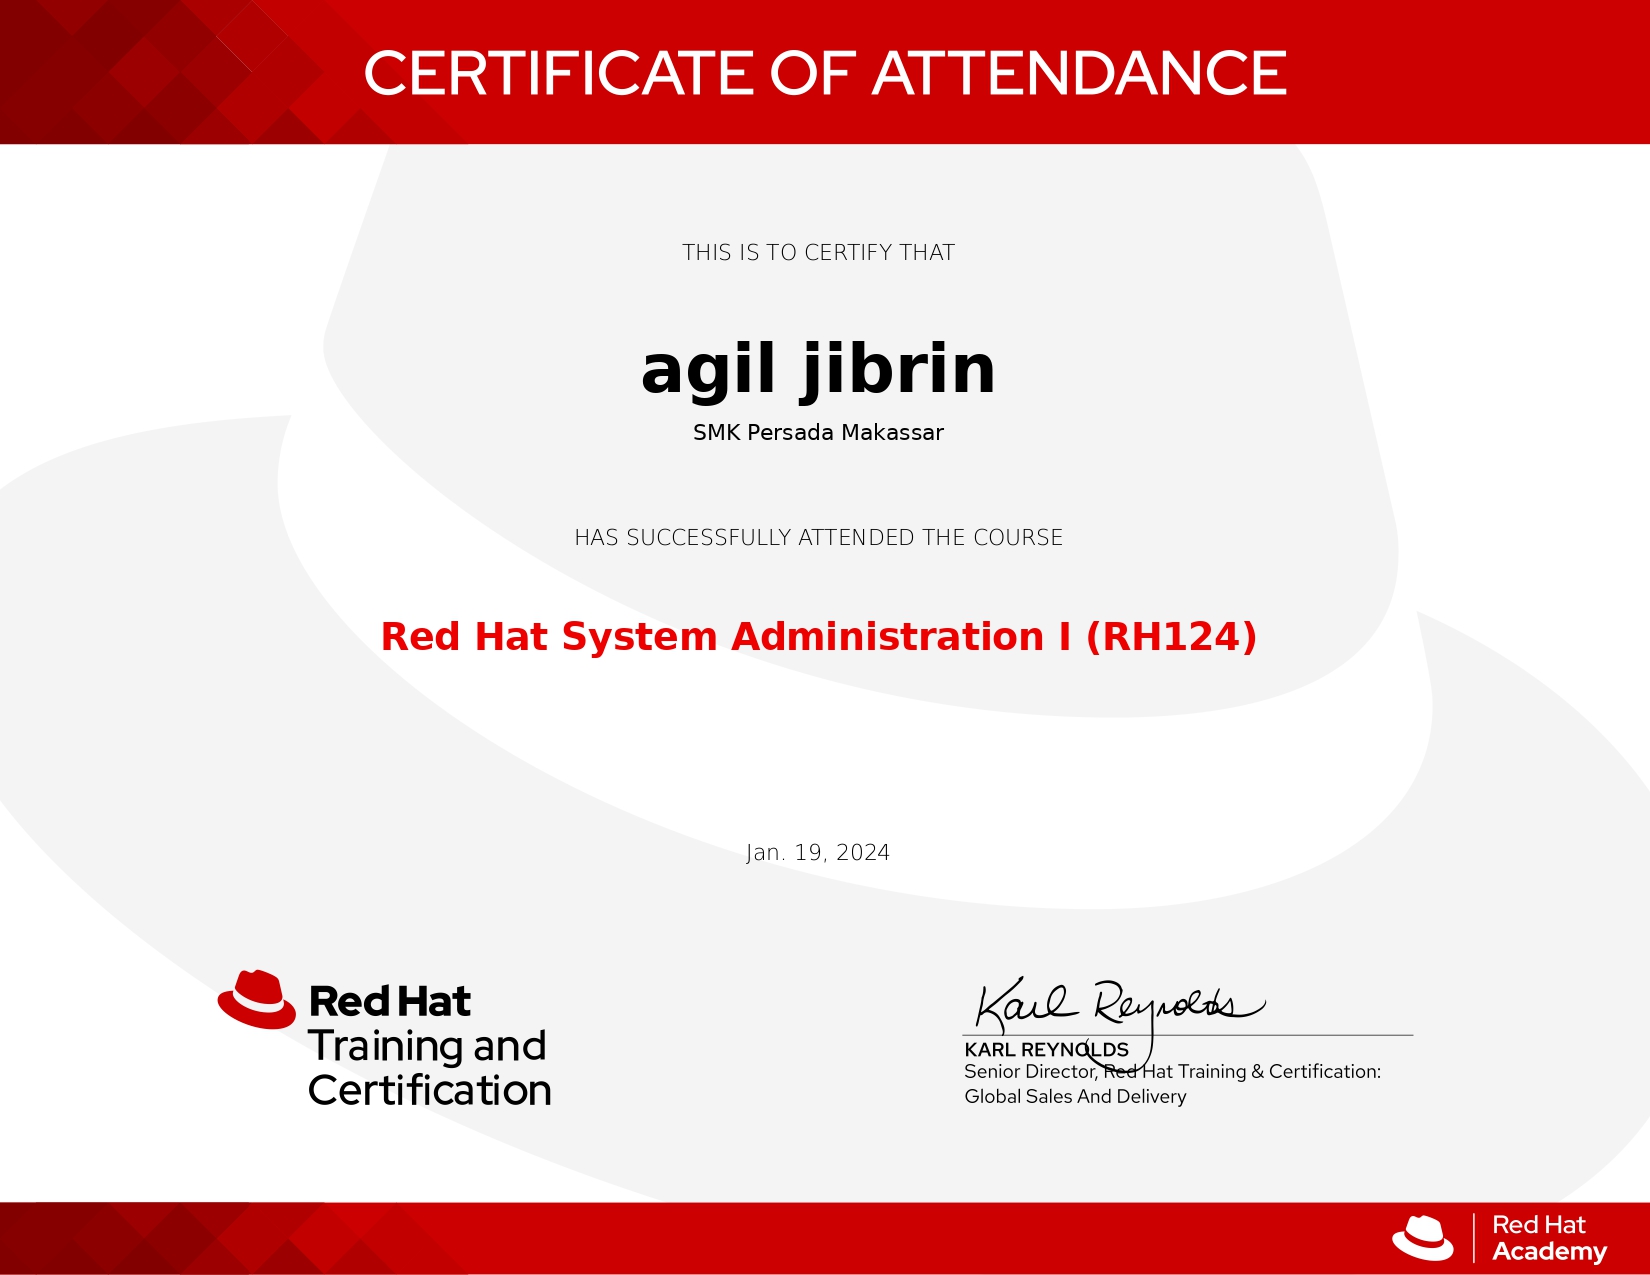 CERTIFICATE OF ATTENDANCE
THIS IS TO CERTIFY THAT
agil jibrin
SMK Persada Makassar
HAS SUCCESSFULLY ATTENDED THE COURSE
Red Hat System Administration I (RH124)
Jan. 19, 2024
Red Hat
Training and
Certification
Karl Reynolds
KARL REYNOLDS
Senior Director, Red Hat Training & Certification:
Global Sales And Delivery
Red Hat
Academy